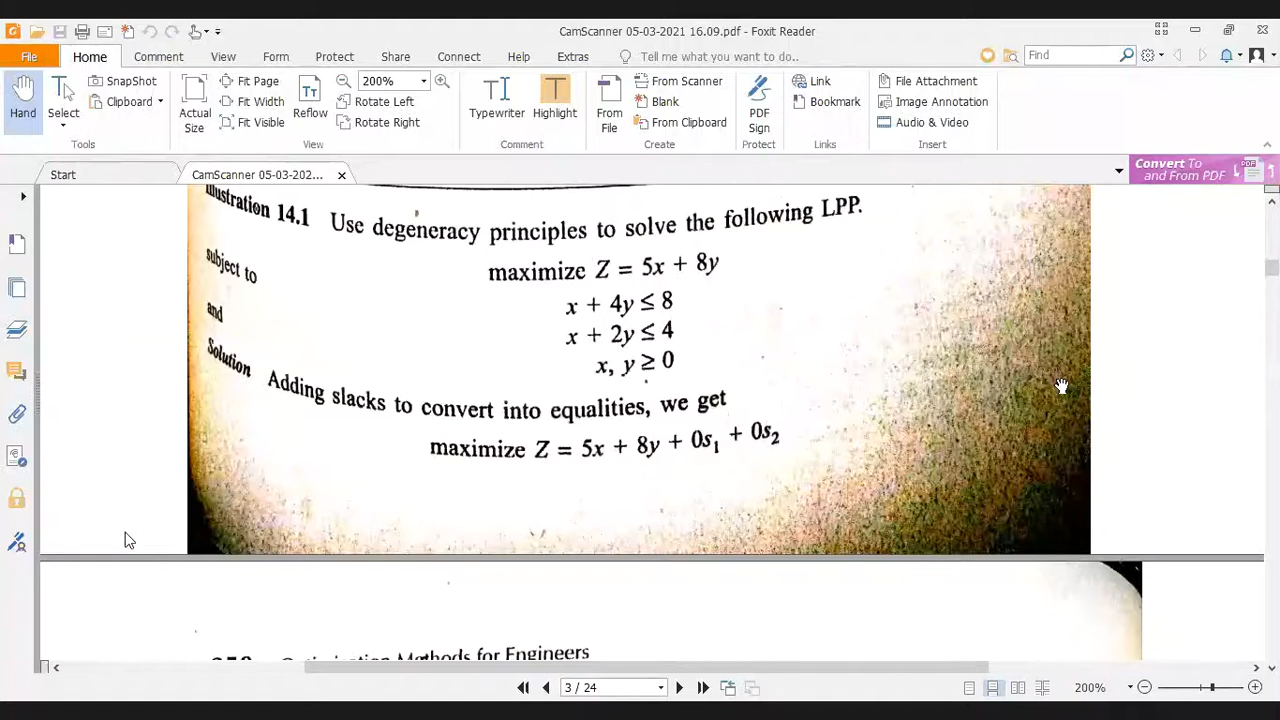 CamScanner 05-03-2021 16.09.pdf - Foxit Reader
File Home Comment View Form Protect Share Connect Help Extras Tell me what you want to do.. Find
Hand
Select
SnapShot
Clipboard
Tools
Actual Size
Fit Page
Fit Width
Fit Visible
Reflow
200%
Rotate Left
Rotate Right
View
Typewriter
Highlight
Comment
From File
From Scanner
Blank
From Clipboard
Create
PDF Sign
Protect
Link
Bookmark
Links
File Attachment
Image Annotation
Audio & Video
Insert
Start
CamScanner 05-03-202...
Convert To
and From PDF
Illustration 14.1 Use degeneracy principles to solve the following LPP.
maximize Z = 5x + 8y
subject to
x + 4y ≤ 8
and
x + 2y ≤ 4
x, y ≥ 0
Solution Adding slacks to convert into equalities, we get
maximize Z = 5x + 8y + 0s₁ + 0s₂
Optimization Methods for Engineers
3 / 24
200%